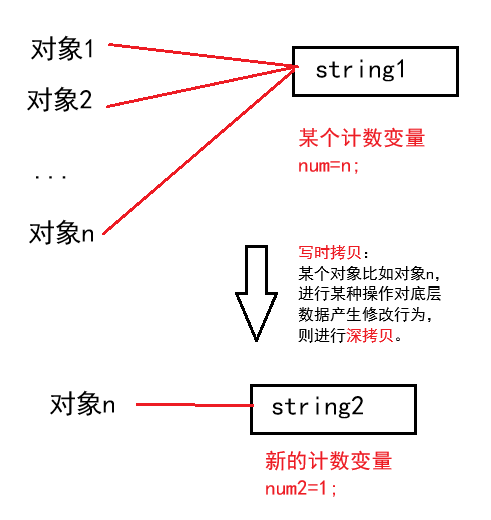 对象1
string1
对象2
...
对象n
某个计数变量
num=n;
写时拷贝:
某个对象比如对象n,
进行某种操作对底层
数据产生修改行为,
则进行深拷贝。
对象n
string2
新的计数变量
num2=1;